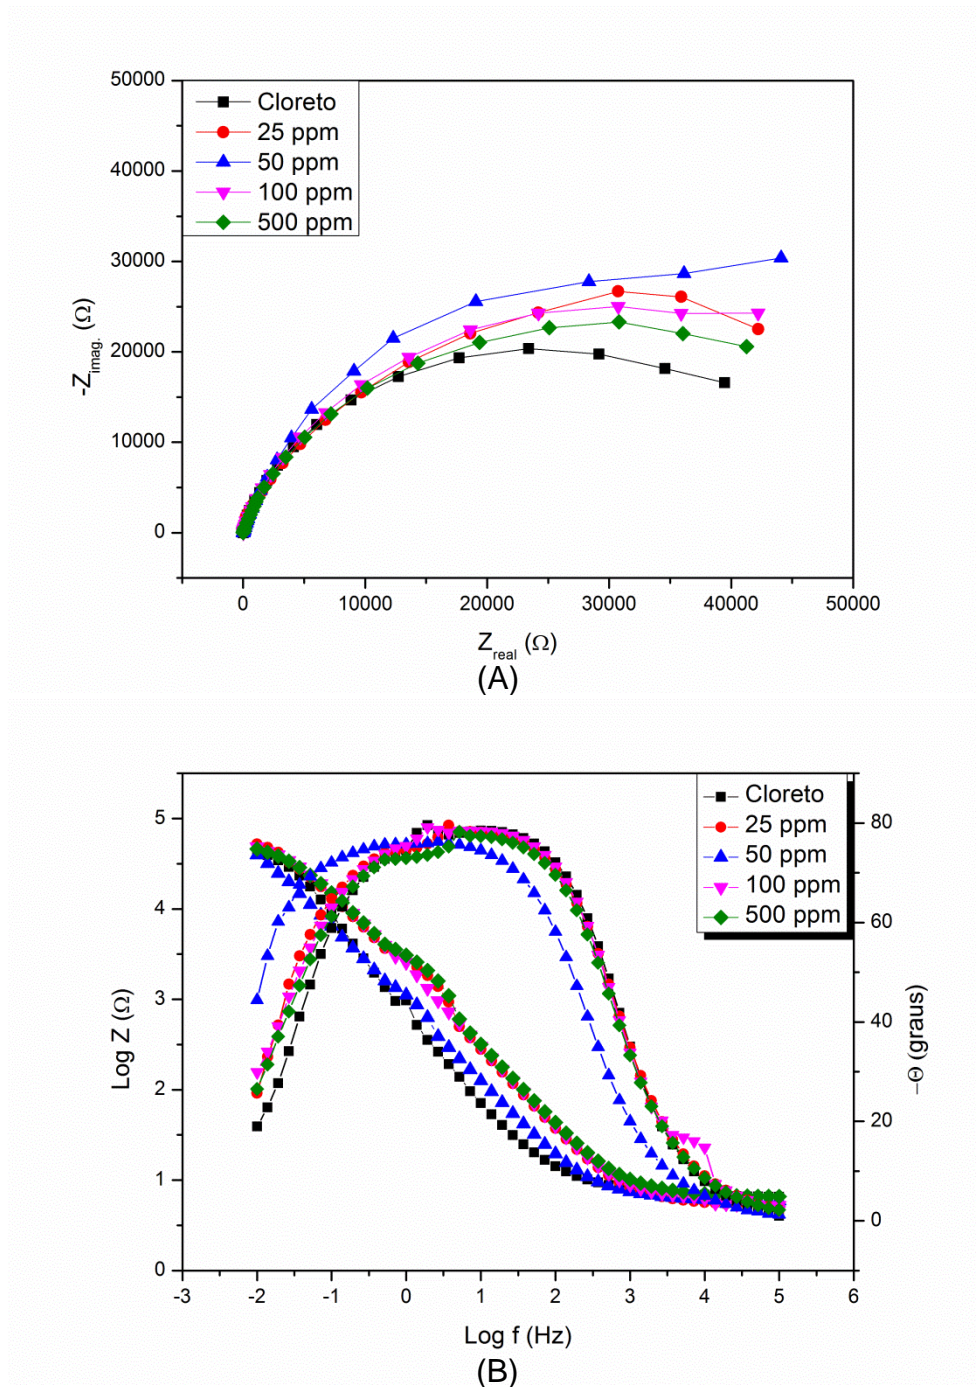 50000
40000
30000
20000
10000
0
-Z_imag. (Ω)
Cloreto
25 ppm
50 ppm
100 ppm
500 ppm
0 10000 20000 30000 40000 50000
Z_real (Ω)
(A)
5
4
3
2
1
0
Log Z (Ω)
Cloreto
25 ppm
50 ppm
100 ppm
500 ppm
80
60
40
20
0
−Θ (graus)
-3 -2 -1 0 1 2 3 4 5 6
Log f (Hz)
(B)